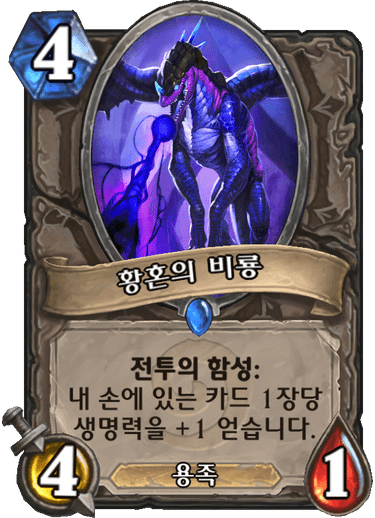 4
황혼의 비룡
전투의 함성:
내 손에 있는 카드 1장당
생명력을 +1 얻습니다.
4
용족
1